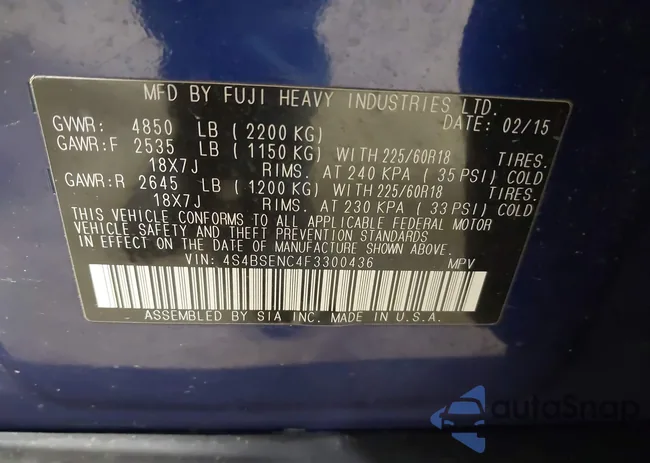 MFD BY FUJI HEAVY INDUSTRIES LTD.
DATE: 02/15
GVWR: 4850 LB (2200 KG)
GAWR:F 2535 LB (1150 KG) WITH 225/60R18 TIRES.
18X7J RIMS. AT 240 KPA (35 PSI) COLD
GAWR:R 2645 LB (1200 KG) WITH 225/60R18 TIRES.
18X7J RIMS. AT 230 KPA (33 PSI) COLD
THIS VEHICLE CONFORMS TO ALL APPLICABLE FEDERAL MOTOR
VEHICLE SAFETY AND THEFT PREVENTION STANDARDS
IN EFFECT ON THE DATE OF MANUFACTURE SHOWN ABOVE.
VIN: 4S4BSENC4F3300436 MPV
ASSEMBLED BY SIA INC. MADE IN U.S.A.
autoSnap